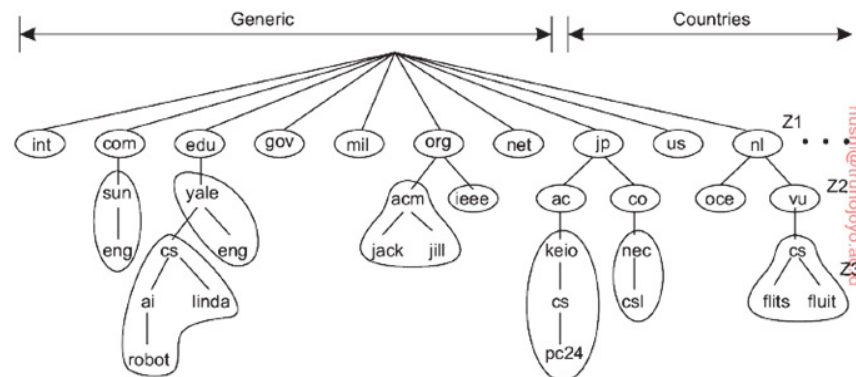 Generic Countries
int com edu gov mil org net jp us nl Z1
sun yale acm ieee ac co oce vu Z2
eng cs eng jack jill keio nec cs Z3
ai linda cs csl flits fluit
robot pc24